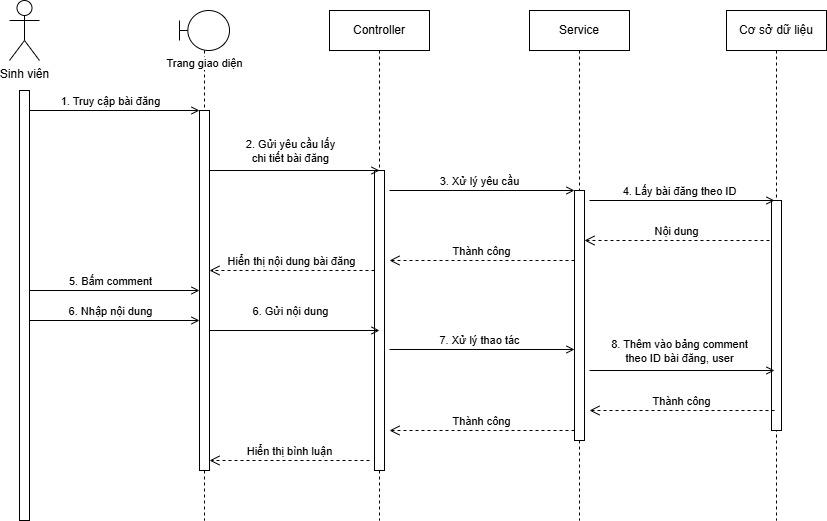 Controller
Service
Cơ sở dữ liệu
Sinh viên
Trang giao diện
1. Truy cập bài đăng
2. Gửi yêu cầu lấy
chi tiết bài đăng
3. Xử lý yêu cầu
4. Lấy bài đăng theo ID
Nội dung
Thành công
Hiển thị nội dung bài đăng
5. Bấm comment
6. Nhập nội dung
6. Gửi nội dung
7. Xử lý thao tác
8. Thêm vào bảng comment
theo ID bài đăng, user
Thành công
Thành công
Hiển thị bình luận